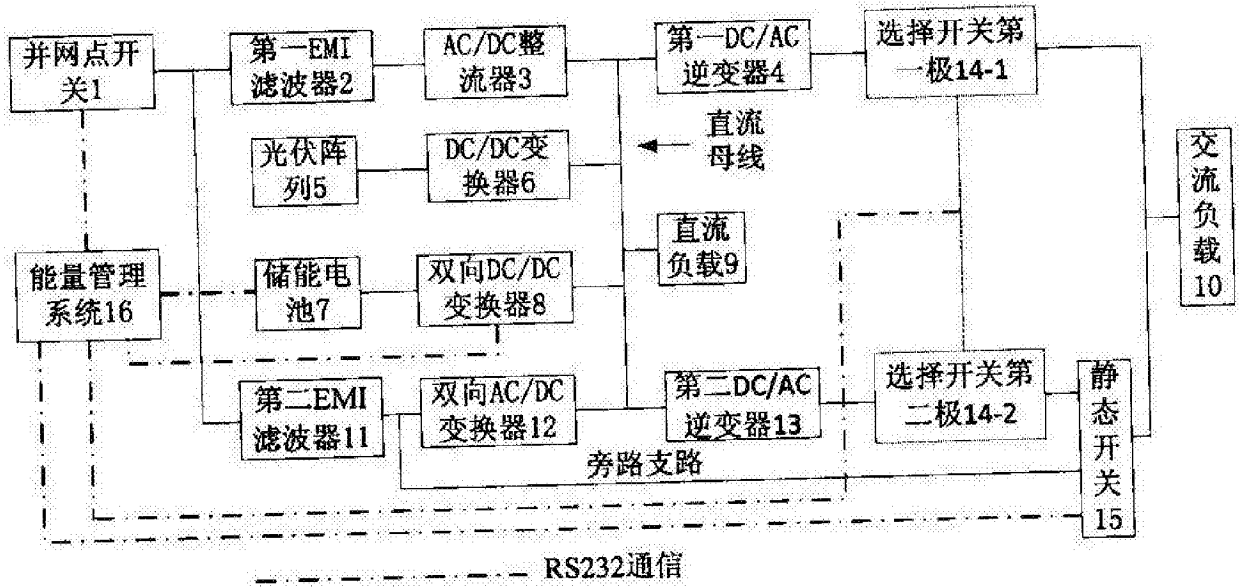 并网点开
关1
第一EMI
滤波器2
AC/DC整
流器3
第一DC/AC
逆变器4
选择开关第
一极14-1
光伏阵
列5
DC/DC变
换器6
直流
母线
交
流
负
载
10
直流
负载9
能量管理
系统16
储能电
池7
双向DC/DC
变换器8
第二EMI
滤波器11
双向AC/DC
变换器12
第二DC/AC
逆变器13
选择开关第
二极14-2
静
态
开
关
15
旁路支路
RS232通信